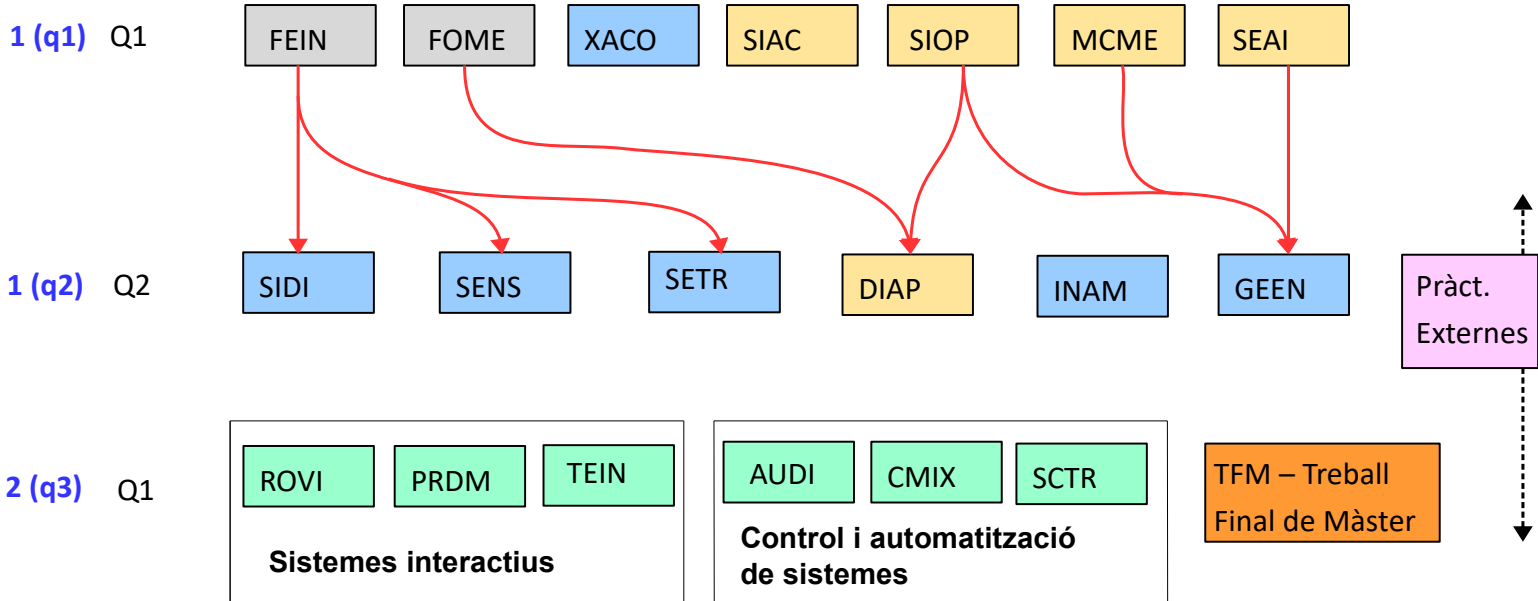 1 (q1) Q1 FEIN FOME XACO SIAC SIOP MCME SEAI
1 (q2) Q2 SIDI SENS SETR DIAP INAM GEEN
Pràct.
Externes
2 (q3) Q1 ROVI PRDM TEIN
Sistemes interactius
AUDI CMIX SCTR
Control i automatització
de sistemes
TFM – Treball
Final de Màster